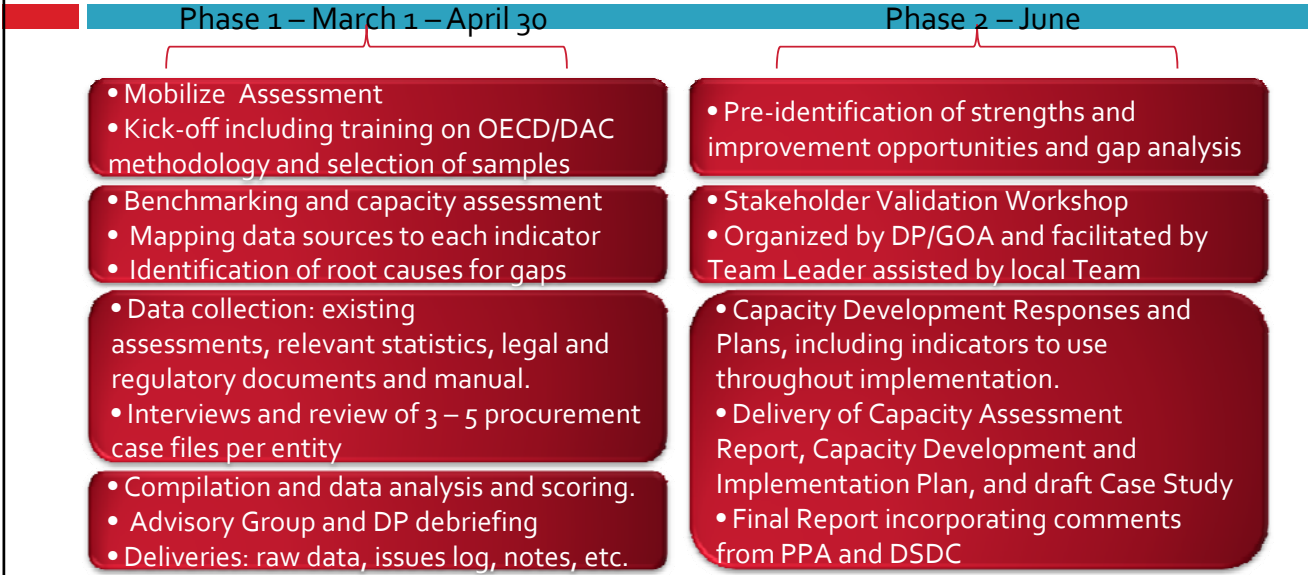 Phase 1 – March 1 – April 30
• Mobilize Assessment
• Kick-off including training on OECD/DAC
methodology and selection of samples
• Benchmarking and capacity assessment
• Mapping data sources to each indicator
• Identification of root causes for gaps
• Data collection: existing
assessments, relevant statistics, legal and
regulatory documents and manual.
• Interviews and review of 3 – 5 procurement
case files per entity
• Compilation and data analysis and scoring.
• Advisory Group and DP debriefing
• Deliveries: raw data, issues log, notes, etc.
Phase 2 – June
• Pre-identification of strengths and
improvement opportunities and gap analysis
• Stakeholder Validation Workshop
• Organized by DP/GOA and facilitated by
Team Leader assisted by local Team
• Capacity Development Responses and
Plans, including indicators to use
throughout implementation.
• Delivery of Capacity Assessment
Report, Capacity Development and
Implementation Plan, and draft Case Study
• Final Report incorporating comments
from PPA and DSDC